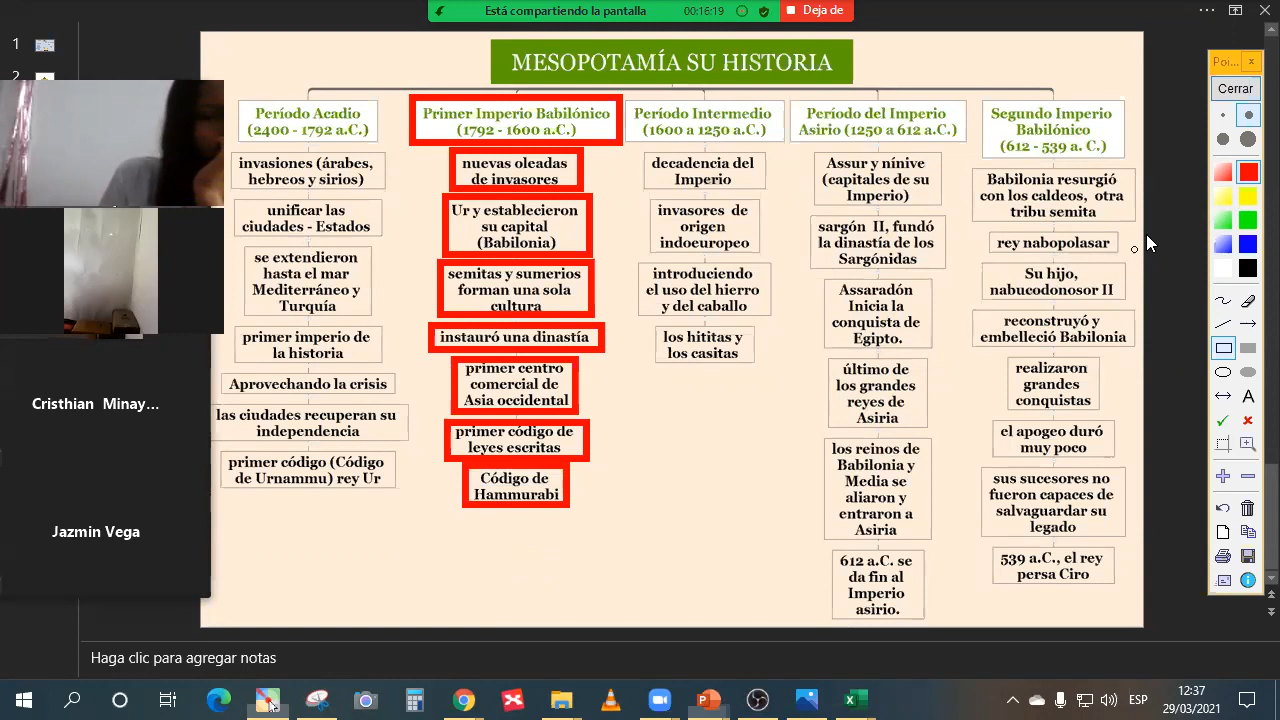 Está compartiendo la pantalla
00:16:19
Deja de
1
2
MESOPOTAMÍA SU HISTORIA
Período Acadio
(2400 - 1792 a.C.)
invasiones (árabes,
hebreos y sirios)
unificar las
ciudades - Estados
se extendieron
hasta el mar
Mediterráneo y
Turquía
primer imperio de
la historia
Aprovechando la crisis
las ciudades recuperan su
independencia
primer código (Código
de Urnammu) rey Ur
Primer Imperio Babilónico
(1792 - 1600 a.C.)
nuevas oleadas
de invasores
Ur y establecieron
su capital
(Babilonia)
semitas y sumerios
forman una sola
cultura
instauró una dinastía
primer centro
comercial de
Asia occidental
primer código de
leyes escritas
Código de
Hammurabi
Período Intermedio
(1600 a 1250 a.C.)
decadencia del
Imperio
invasores de
origen
indoeuropeo
introduciendo
el uso del hierro
y del caballo
los hititas y
los casitas
Período del Imperio
Asirio (1250 a 612 a.C.)
Assur y nínive
(capitales de su
Imperio)
sargón II, fundó
la dinastía de los
Sargónidas
Assaradón
Inicia la
conquista de
Egipto.
último de
los grandes
reyes de
Asiria
los reinos de
Babilonia y
Media se
aliaron y
entraron a
Asiria
612 a.C. se
da fin al
Imperio
asirio.
Segundo Imperio
Babilónico
(612 - 539 a. C.)
Babilonia resurgió
con los caldeos, otra
tribu semita
rey nabopolasar
Su hijo,
nabucodonosor II
reconstruyó y
embelleció Babilonia
realizaron
grandes
conquistas
el apogeo duró
muy poco
sus sucesores no
fueron capaces de
salvaguardar su
legado
539 a.C., el rey
persa Ciro
Cristhian Minay...
Jazmin Vega
Poi...
Cerrar
A
Haga clic para agregar notas
ESP
12:37
29/03/2021